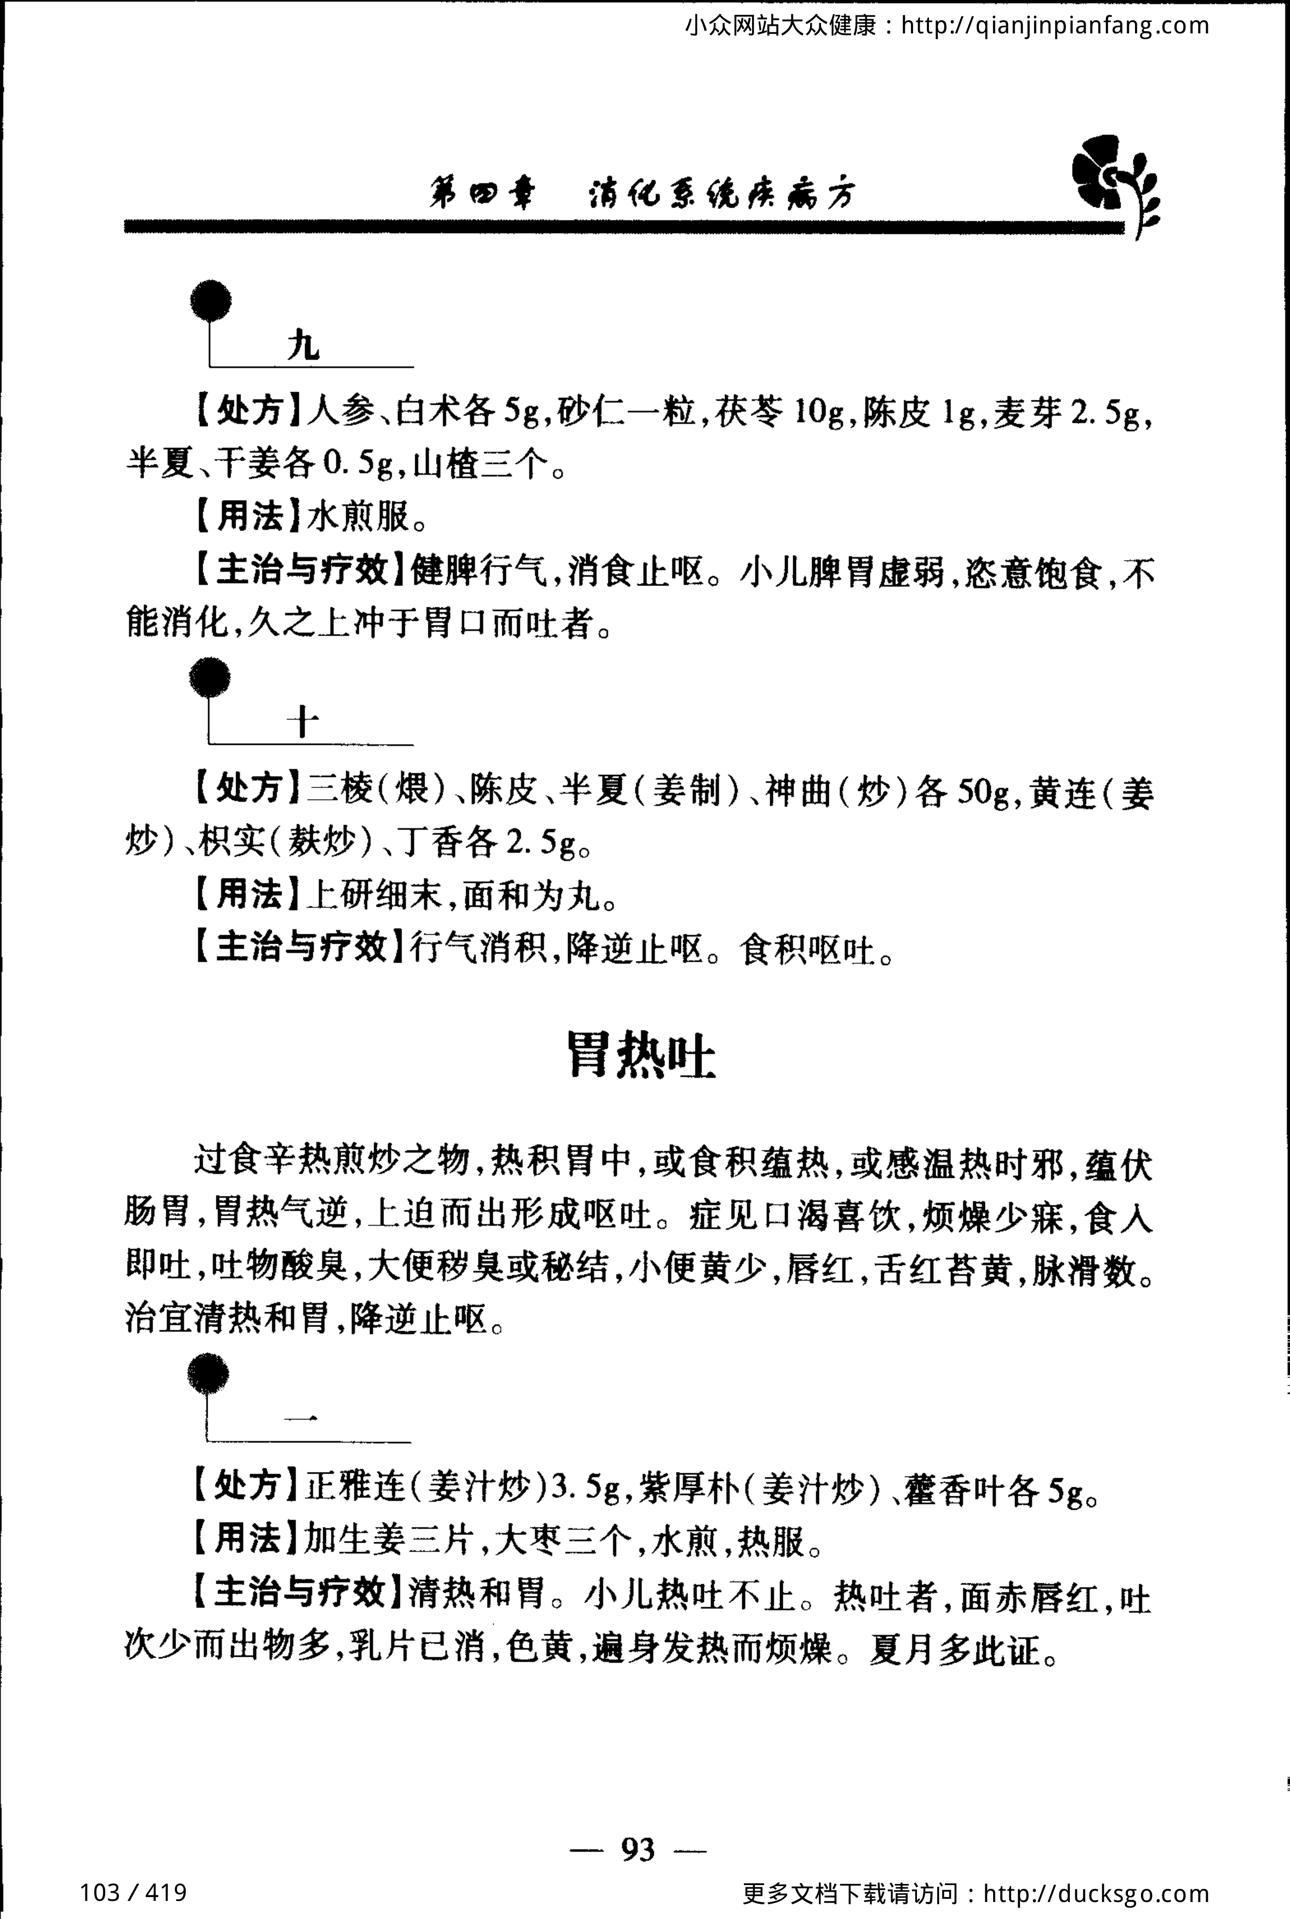 小众网站大众健康：http://qianjinpianfang.com
第四章 消化系统疾病方
九
【处方】人参、白术各5g,砂仁一粒,茯苓10g,陈皮1g,麦芽2.5g,
半夏、干姜各0.5g,山楂三个。
【用法】水煎服。
【主治与疗效】健脾行气,消食止呕。小儿脾胃虚弱,恣意饱食,不
能消化,久之上冲于胃口而吐者。
十
【处方】三棱(煨)、陈皮、半夏(姜制)、神曲(炒)各50g,黄连(姜
炒)、枳实(麸炒)、丁香各2.5g。
【用法】上研细末,面和为丸。
【主治与疗效】行气消积,降逆止呕。食积呕吐。
胃热吐
过食辛热煎炒之物,热积胃中,或食积蕴热,或感温热时邪,蕴伏
肠胃,胃热气逆,上迫而出形成呕吐。症见口渴喜饮,烦燥少寐,食入
即吐,吐物酸臭,大便秽臭或秘结,小便黄少,唇红,舌红苔黄,脉滑数。
治宜清热和胃,降逆止呕。
一
【处方】正雅连(姜汁炒)3.5g,紫厚朴(姜汁炒)、藿香叶各5g。
【用法】加生姜三片,大枣三个,水煎,热服。
【主治与疗效】清热和胃。小儿热吐不止。热吐者,面赤唇红,吐
次少而出物多,乳片已消,色黄,遍身发热而烦燥。夏月多此证。
— 93 —
103 / 419
更多文档下载请访问：http://ducksgo.com